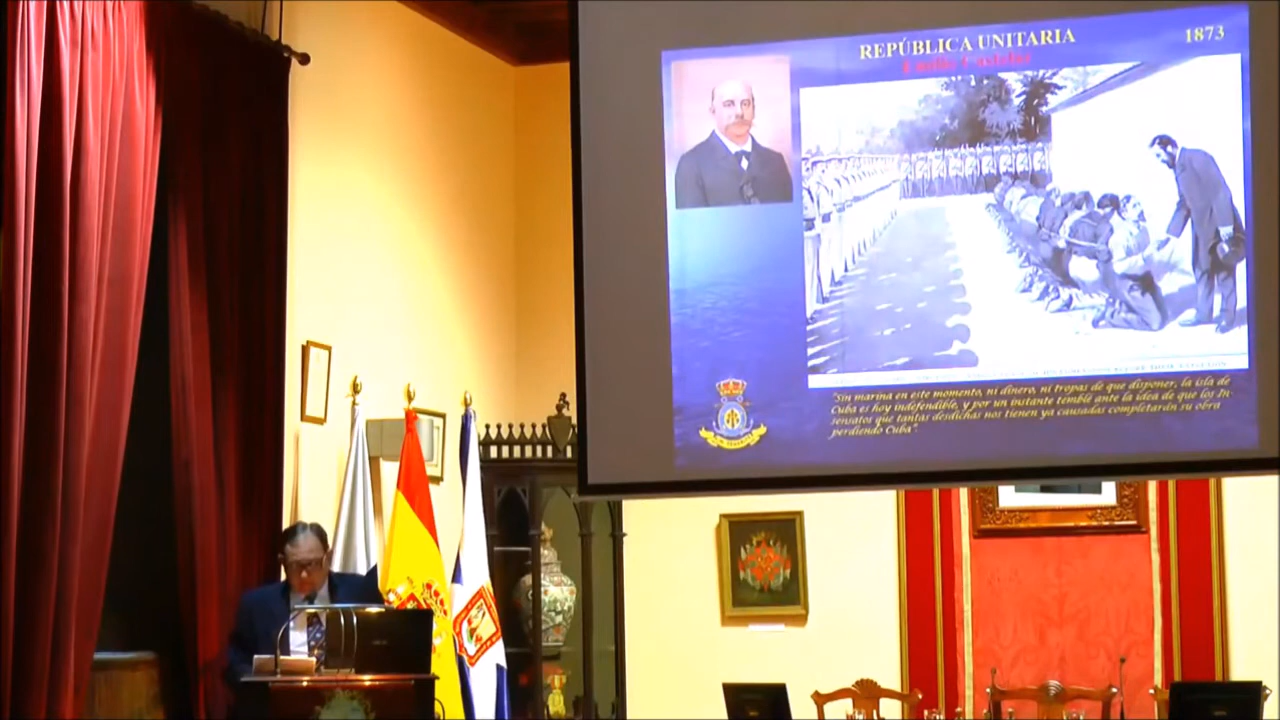 REPÚBLICA UNITARIA
1873
Emilio Castelar
"Sin marina en este momento, ni dinero, ni tropas de que disponer, la isla de
Cuba es hoy indefendible, y por un instante temblé ante la idea de que los In-
sensatos que tantas desdichas nos tienen ya causadas completarán su obra
perdiendo Cuba".